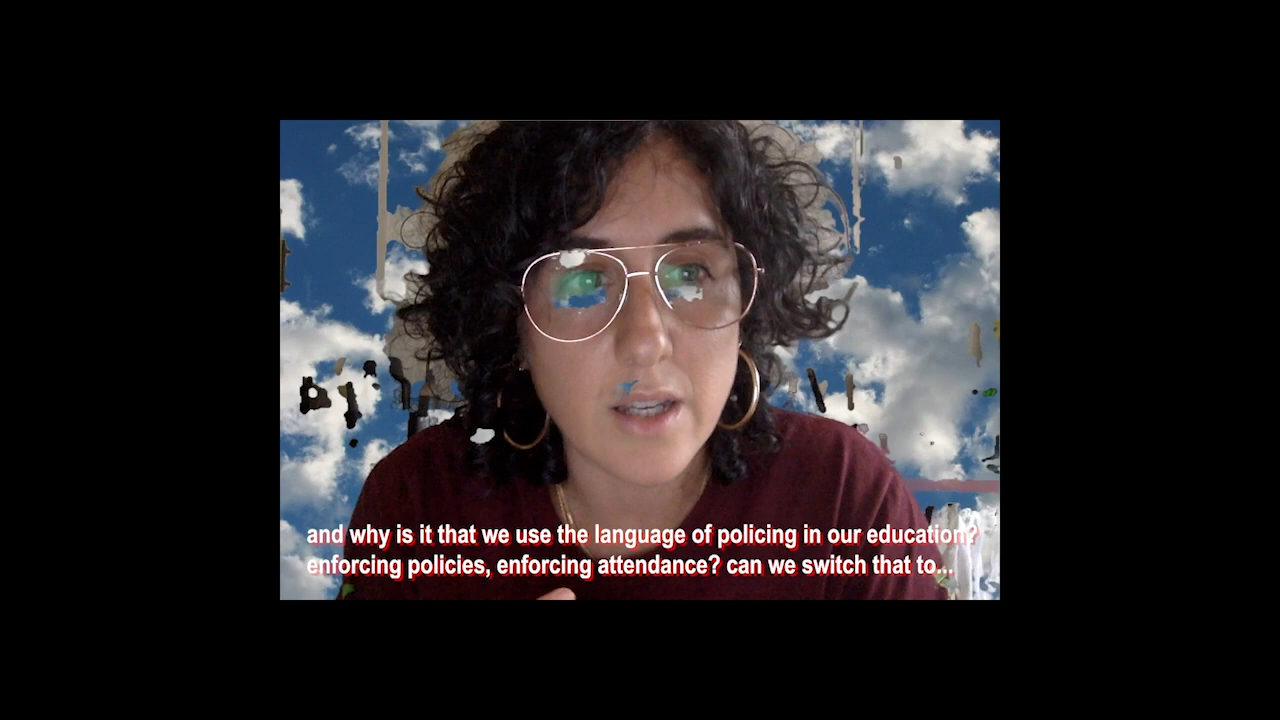 and why is it that we use the language of policing in our education?
enforcing policies, enforcing attendance? can we switch that to...